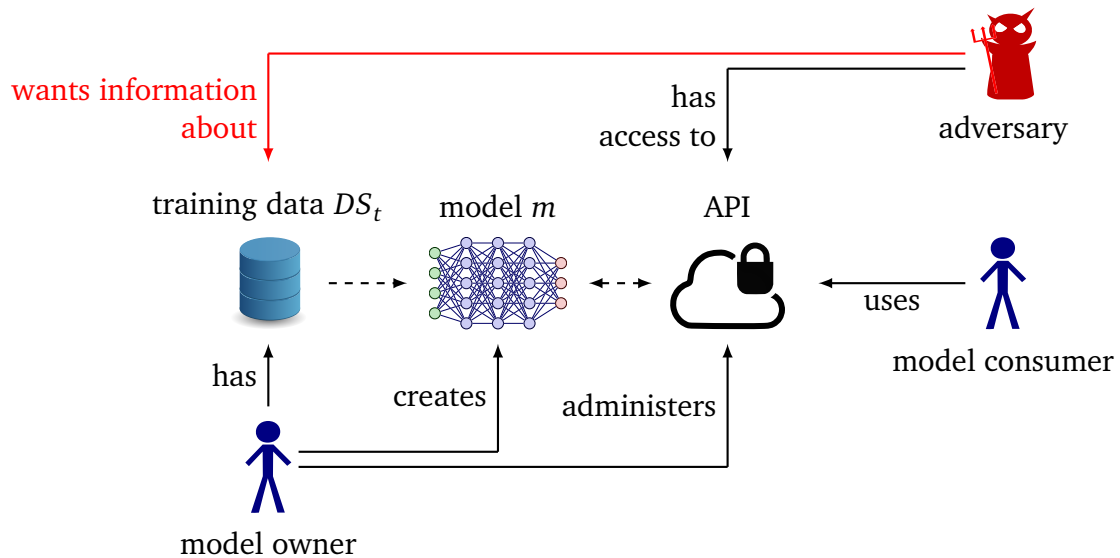 wants information
about
has
access to
adversary
training data DS_t
model m
API
uses
model consumer
has
creates
administers
model owner